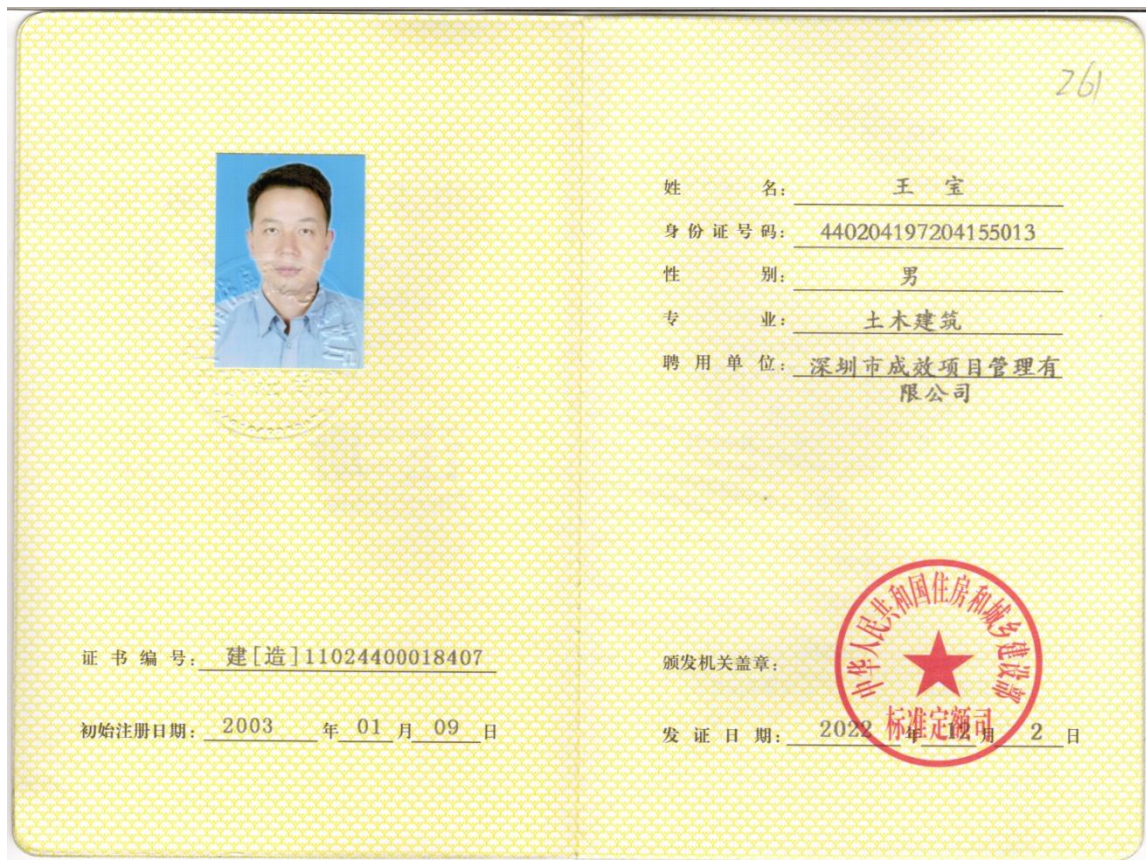 261
姓名: 王宝
身份证号码: 440204197204155013
性别: 男
专业: 土木建筑
聘用单位: 深圳市成效项目管理有
限公司
证书编号: 建[造]11024400018407
初始注册日期: 2003 年 01 月 09 日
颁发机关盖章:
中华人民共和国住房和城乡建设部
标准定额司
发证日期: 2022 年 12 月 2 日